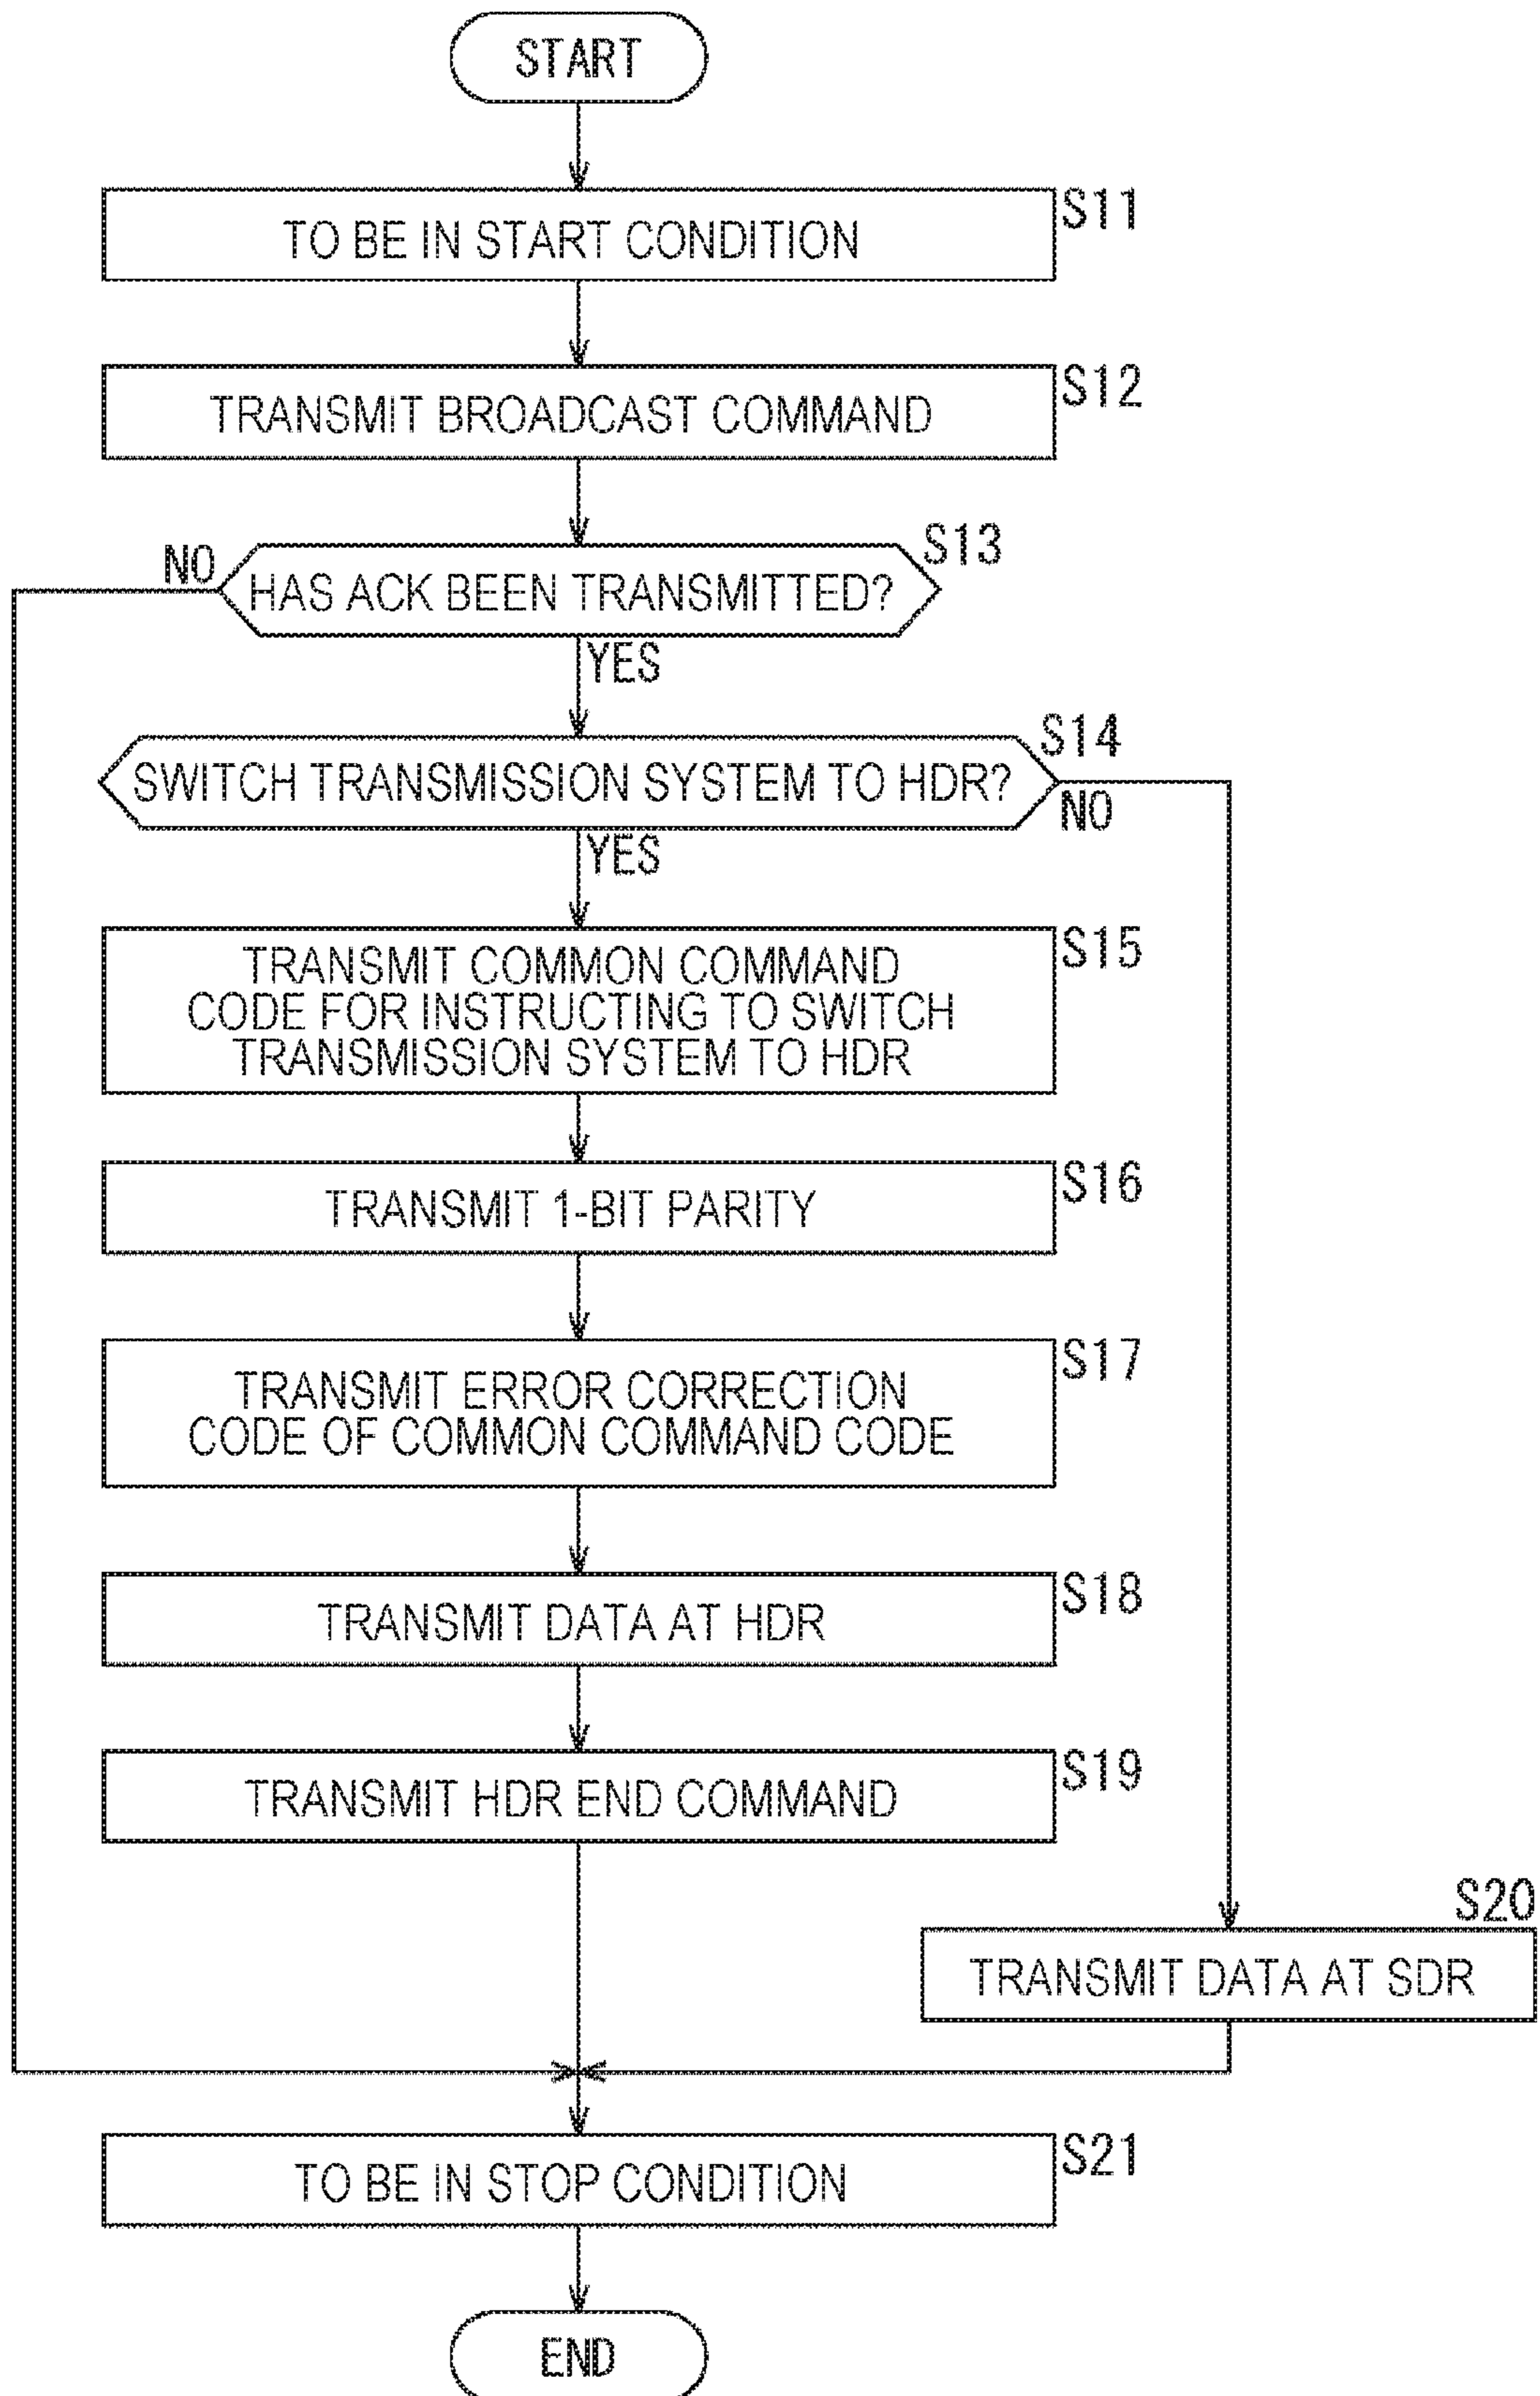 START
S11
TO BE IN START CONDITION
S12
TRANSMIT BROADCAST COMMAND
S13
NO
HAS ACK BEEN TRANSMITTED?
YES
S14
SWITCH TRANSMISSION SYSTEM TO HDR?
NO
YES
S15
TRANSMIT COMMON COMMAND
CODE FOR INSTRUCTING TO SWITCH
TRANSMISSION SYSTEM TO HDR
S16
TRANSMIT 1-BIT PARITY
S17
TRANSMIT ERROR CORRECTION
CODE OF COMMON COMMAND CODE
S18
TRANSMIT DATA AT HDR
S19
TRANSMIT HDR END COMMAND
S20
TRANSMIT DATA AT SDR
S21
TO BE IN STOP CONDITION
END